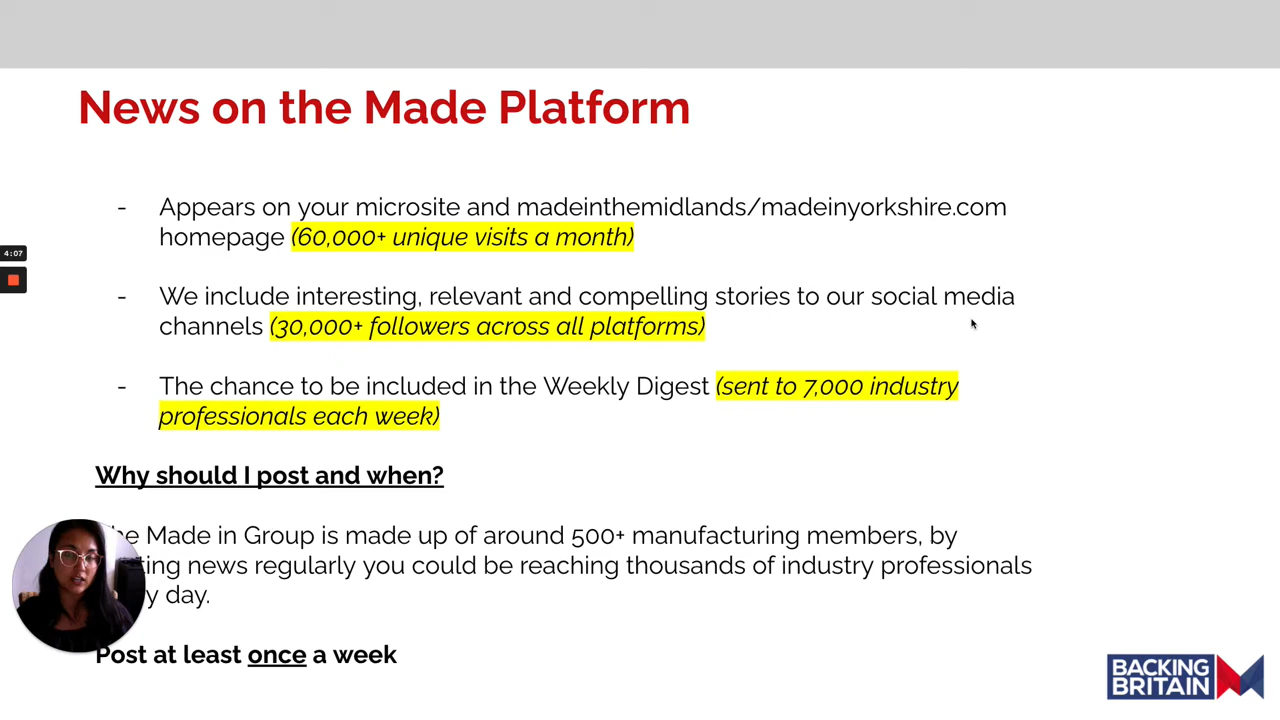 News on the Made Platform
- Appears on your microsite and madeinthemidlands/madeinyorkshire.com
homepage (60,000+ unique visits a month)
4:07
- We include interesting, relevant and compelling stories to our social media
channels (30,000+ followers across all platforms)
- The chance to be included in the Weekly Digest (sent to 7,000 industry
professionals each week)
Why should I post and when?
he Made in Group is made up of around 500+ manufacturing members, by
ting news regularly you could be reaching thousands of industry professionals
y day.
Post at least once a week
BACKING
BRITAIN